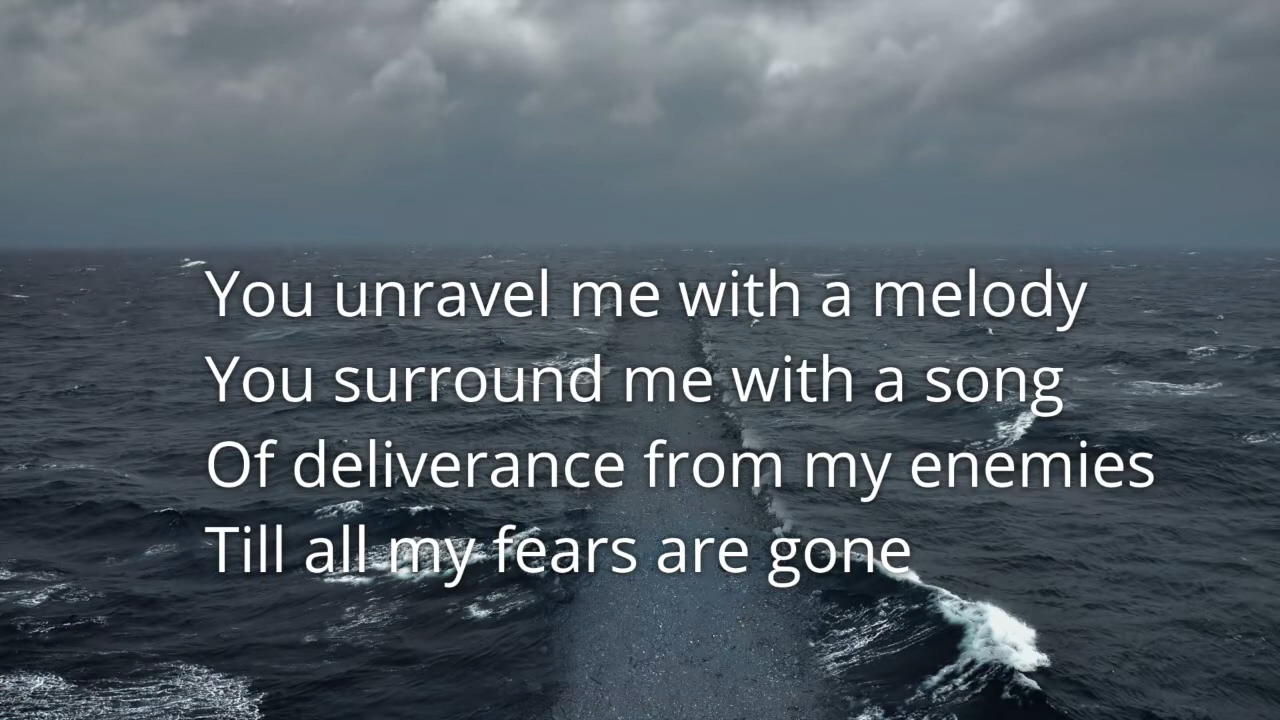 You unravel me with a melody
You surround me with a song
Of deliverance from my enemies
Till all my fears are gone